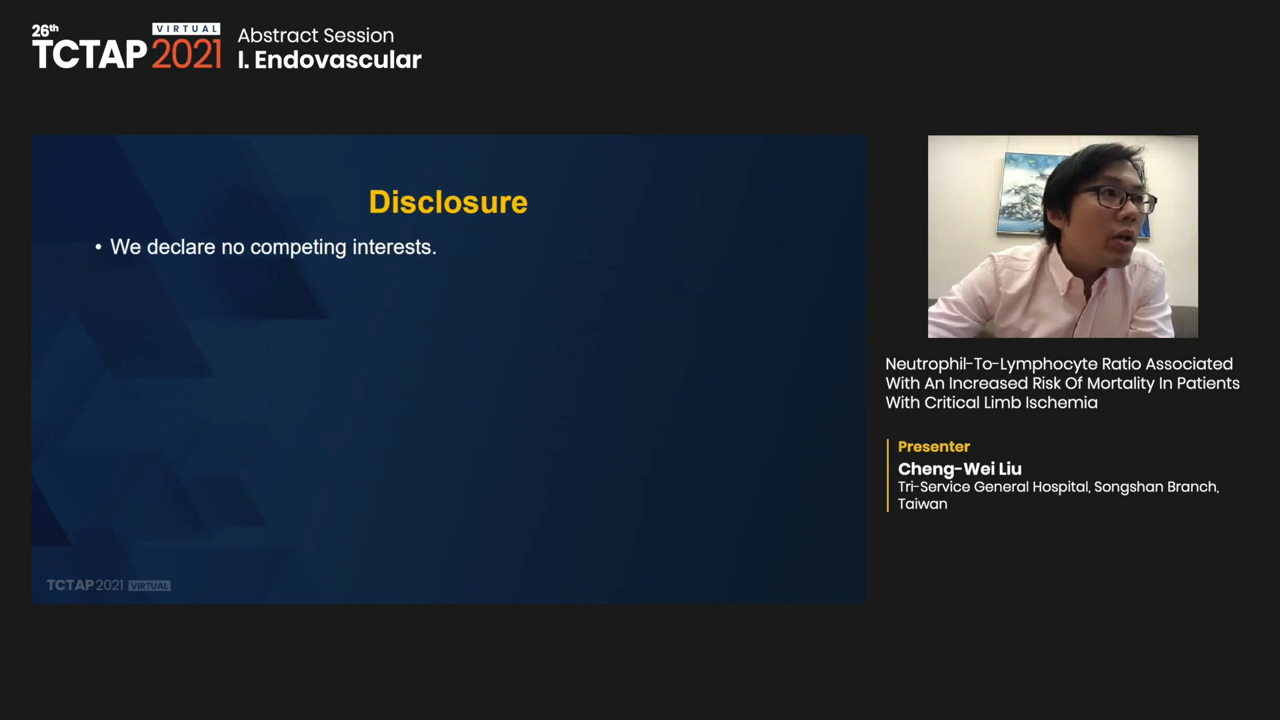 26th
VIRTUAL
TCTAP 2021
Abstract Session
I. Endovascular
Disclosure
• We declare no competing interests.
TCTAP 2021 VIRTUAL
Neutrophil-To-Lymphocyte Ratio Associated
With An Increased Risk Of Mortality In Patients
With Critical Limb Ischemia
Presenter
Cheng-Wei Liu
Tri-Service General Hospital, Songshan Branch,
Taiwan